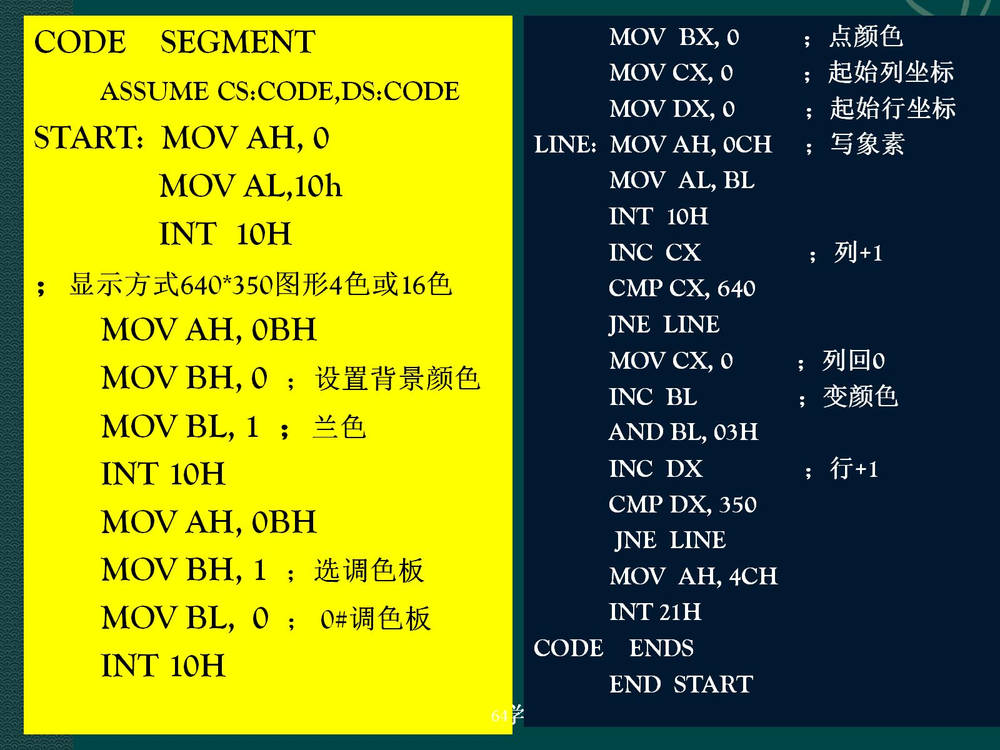 CODE SEGMENT
ASSUME CS:CODE,DS:CODE
START: MOV AH, 0
MOV AL,10h
INT 10H
； 显示方式640*350图形4色或16色
MOV AH, 0BH
MOV BH, 0 ；设置背景颜色
MOV BL, 1 ；兰色
INT 10H
MOV AH, 0BH
MOV BH, 1 ；选调色板
MOV BL, 0 ； 0#调色板
INT 10H
MOV BX, 0 ；点颜色
MOV CX, 0 ；起始列坐标
MOV DX, 0 ；起始行坐标
LINE: MOV AH, 0CH ；写象素
MOV AL, BL
INT 10H
INC CX ；列+1
CMP CX, 640
JNE LINE
MOV CX, 0 ；列回0
INC BL ；变颜色
AND BL, 03H
INC DX ；行+1
CMP DX, 350
JNE LINE
MOV AH, 4CH
INT 21H
CODE ENDS
END START
64学